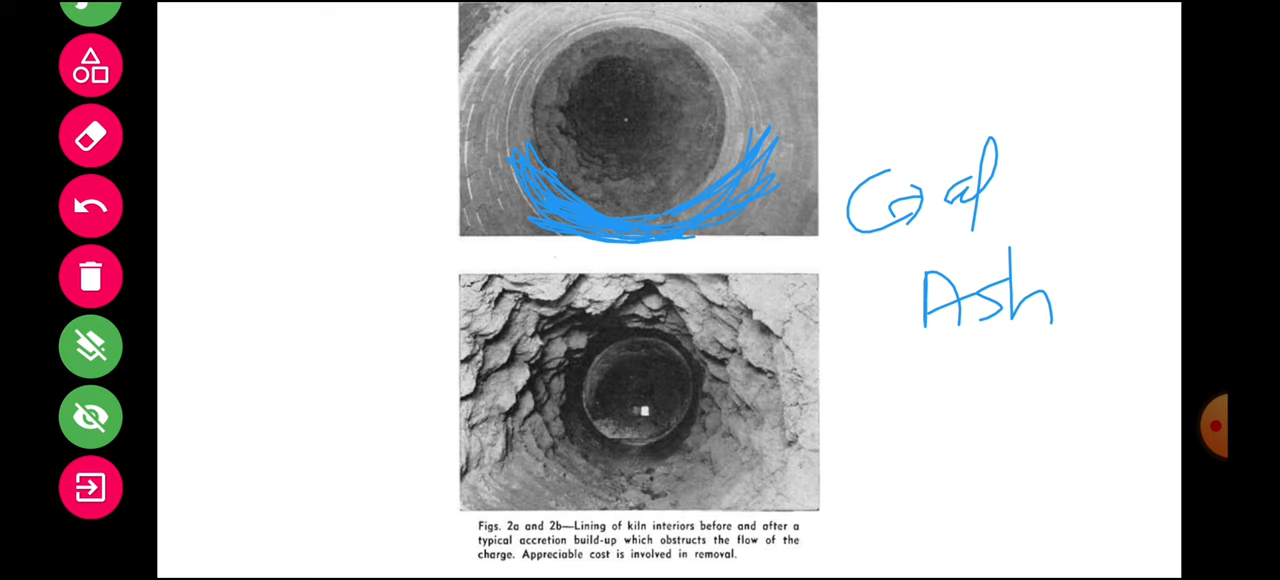 Coal
Ash
Figs. 2a and 2b—Lining of kiln interiors before and after a
typical accretion build-up which obstructs the flow of the
charge. Appreciable cost is involved in removal.